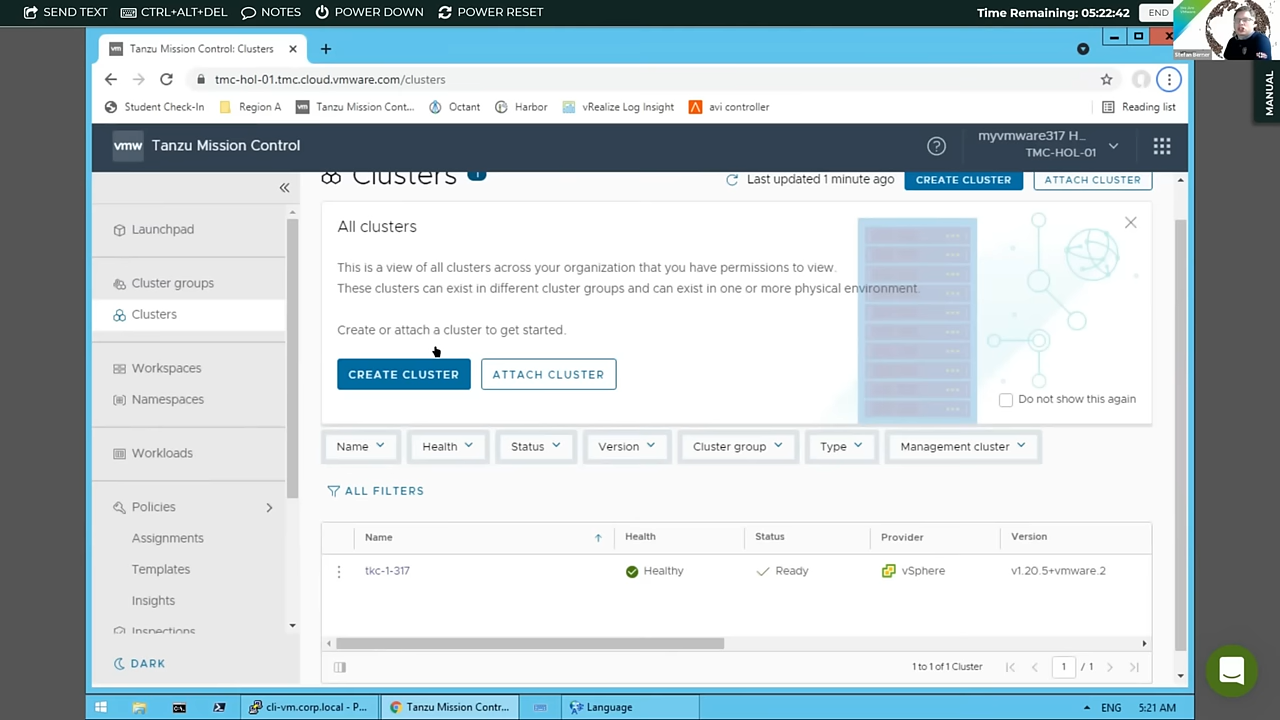 SEND TEXT CTRL+ALT+DEL NOTES POWER DOWN POWER RESET Time Remaining: 05:22:42 END
Stefan Berner
MANUAL
vm Tanzu Mission Control: Clusters
tmc-hol-01.tmc.cloud.vmware.com/clusters
Student Check-In Region A Tanzu Mission Cont... Octant Harbor vRealize Log Insight avi controller Reading list
vmw Tanzu Mission Control
myvmware317 H...
TMC-HOL-01
Clusters 1 Last updated 1 minute ago CREATE CLUSTER ATTACH CLUSTER
Launchpad
Cluster groups
Clusters
Workspaces
Namespaces
Workloads
Policies
Assignments
Templates
Insights
Inspections
DARK
All clusters
This is a view of all clusters across your organization that you have permissions to view.
These clusters can exist in different cluster groups and can exist in one or more physical environment.
Create or attach a cluster to get started.
CREATE CLUSTER ATTACH CLUSTER
Do not show this again
Name Health Status Version Cluster group Type Management cluster
ALL FILTERS
Name Health Status Provider Version
tkc-1-317 Healthy Ready vSphere v1.20.5+vmware.2
1 to 1 of 1 Cluster 1 / 1
cli-vm.corp.local - P... Tanzu Mission Contr... Language ENG 5:21 AM